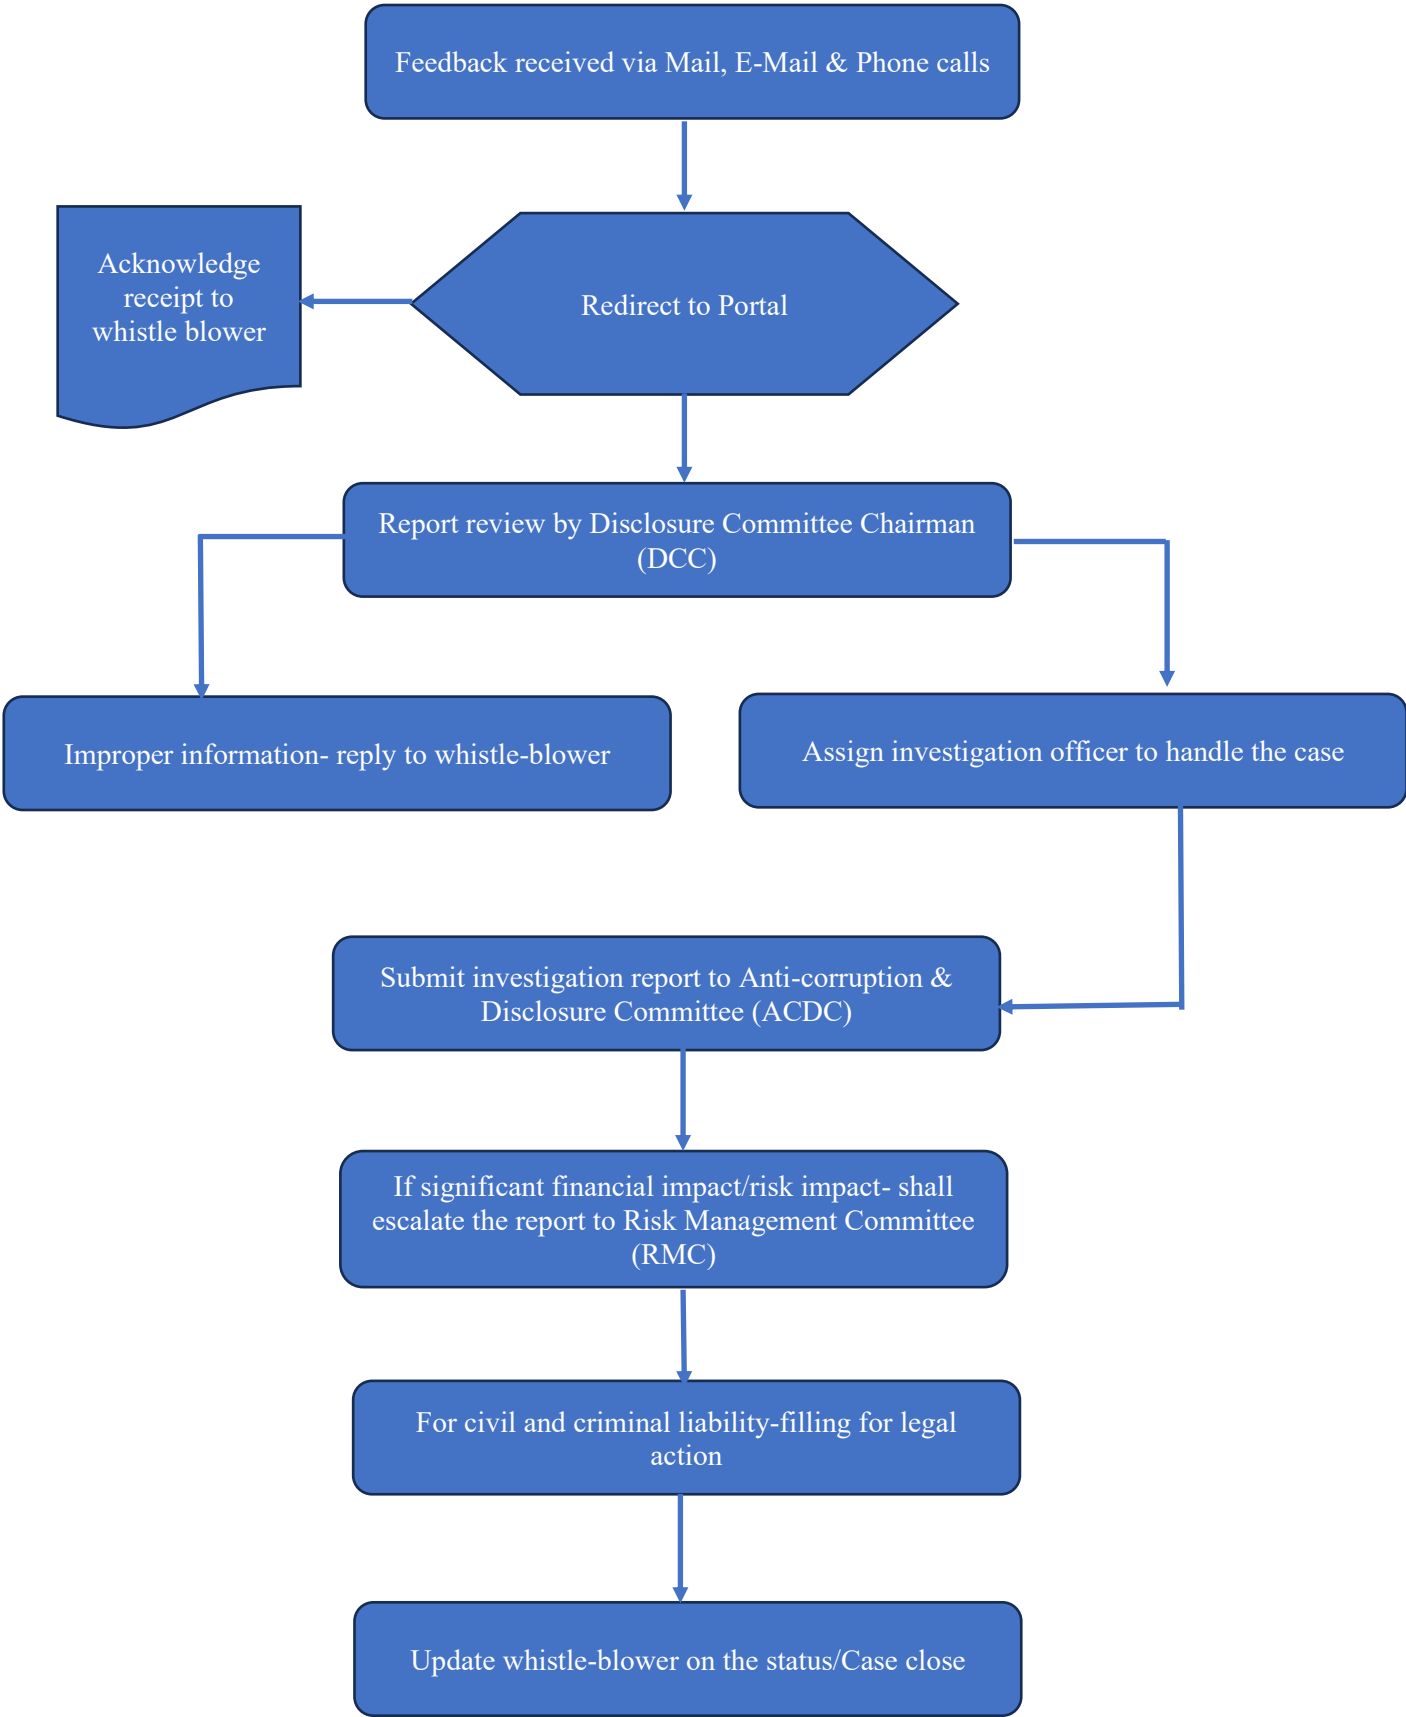 Feedback received via Mail, E-Mail & Phone calls
Acknowledge
receipt to
whistle blower
Redirect to Portal
Report review by Disclosure Committee Chairman
(DCC)
Improper information- reply to whistle-blower
Assign investigation officer to handle the case
Submit investigation report to Anti-corruption &
Disclosure Committee (ACDC)
If significant financial impact/risk impact- shall
escalate the report to Risk Management Committee
(RMC)
For civil and criminal liability-filling for legal
action
Update whistle-blower on the status/Case close